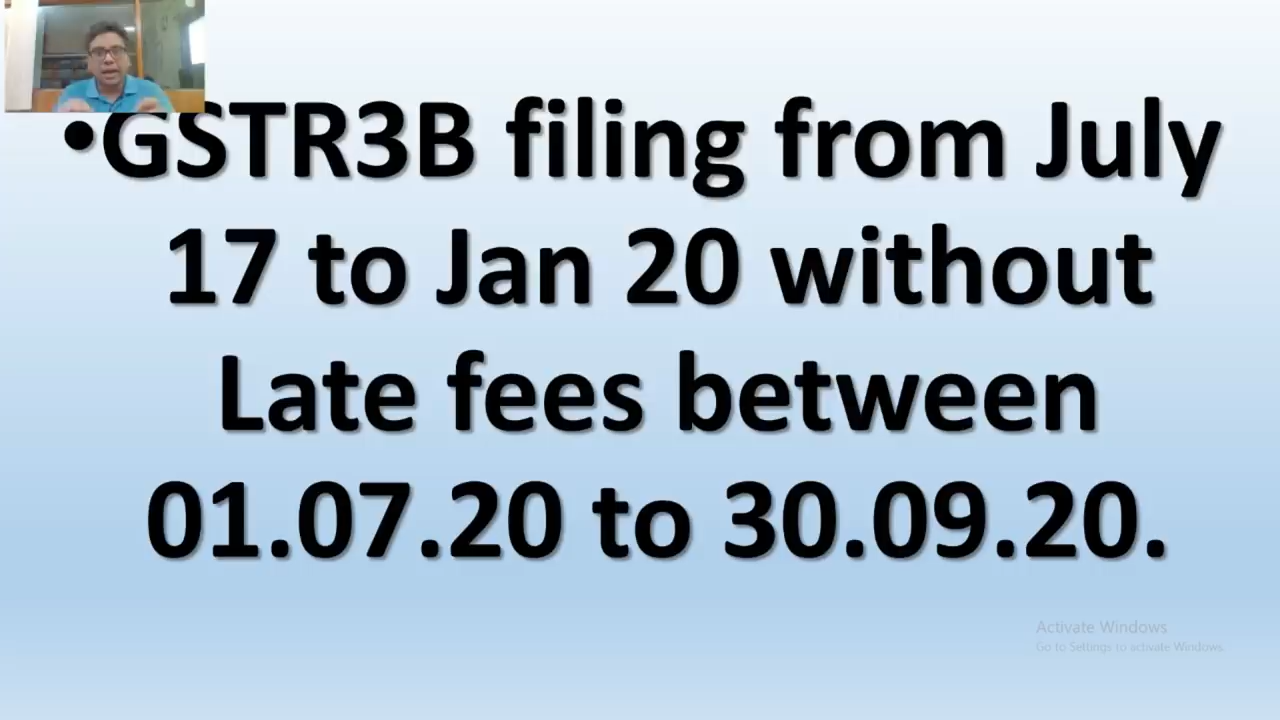 •GSTR3B filing from July
17 to Jan 20 without
Late fees between
01.07.20 to 30.09.20.
Activate Windows
Go to Settings to activate Windows.